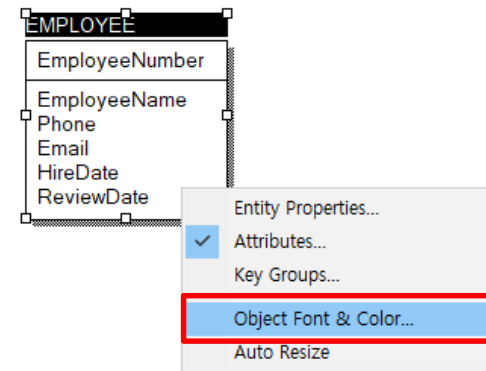 EMPLOYEE
EmployeeNumber
EmployeeName
Phone
Email
HireDate
ReviewDate
Entity Properties...
Attributes...
Key Groups...
Object Font & Color...
Auto Resize